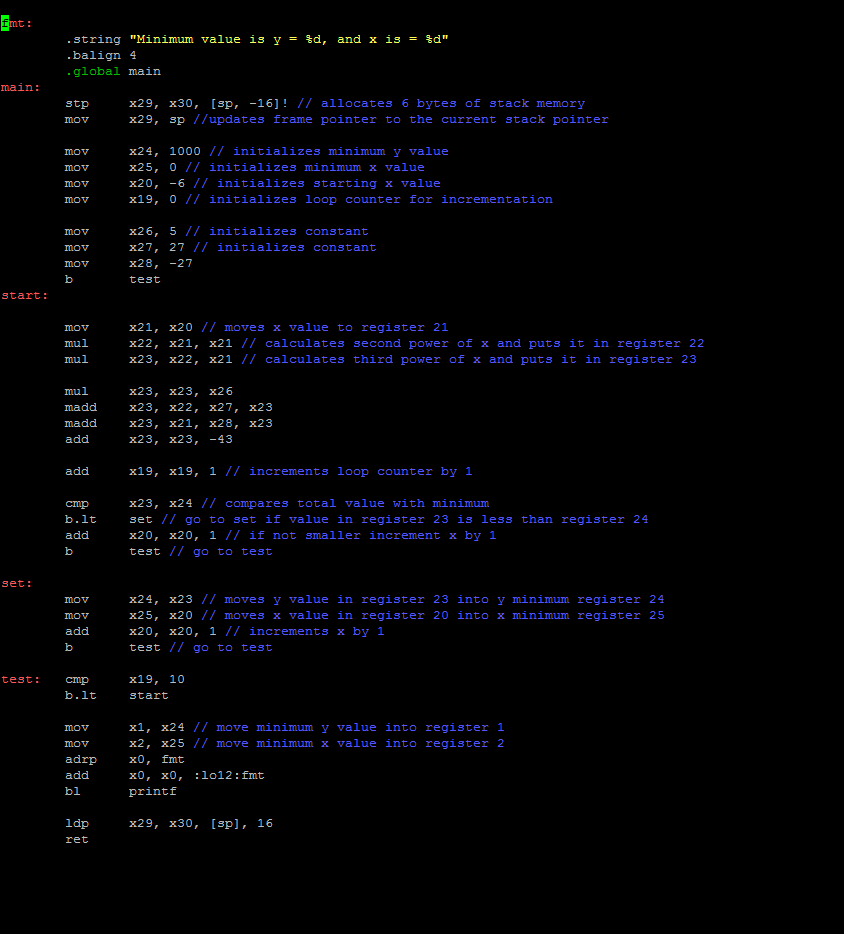 fmt:
.string "Minimum value is y = %d, and x is = %d"
.balign 4
.global main
main:
stp x29, x30, [sp, -16]! // allocates 6 bytes of stack memory
mov x29, sp //updates frame pointer to the current stack pointer
mov x24, 1000 // initializes minimum y value
mov x25, 0 // initializes minimum x value
mov x20, -6 // initializes starting x value
mov x19, 0 // initializes loop counter for incrementation
mov x26, 5 // initializes constant
mov x27, 27 // initializes constant
mov x28, -27
b test
start:
mov x21, x20 // moves x value to register 21
mul x22, x21, x21 // calculates second power of x and puts it in register 22
mul x23, x22, x21 // calculates third power of x and puts it in register 23
mul x23, x23, x26
madd x23, x22, x27, x23
madd x23, x21, x28, x23
add x23, x23, -43
add x19, x19, 1 // increments loop counter by 1
cmp x23, x24 // compares total value with minimum
b.lt set // go to set if value in register 23 is less than register 24
add x20, x20, 1 // if not smaller increment x by 1
b test // go to test
set:
mov x24, x23 // moves y value in register 23 into y minimum register 24
mov x25, x20 // moves x value in register 20 into x minimum register 25
add x20, x20, 1 // increments x by 1
b test // go to test
test: cmp x19, 10
b.lt start
mov x1, x24 // move minimum y value into register 1
mov x2, x25 // move minimum x value into register 2
adrp x0, fmt
add x0, x0, :lo12:fmt
bl printf
ldp x29, x30, [sp], 16
ret